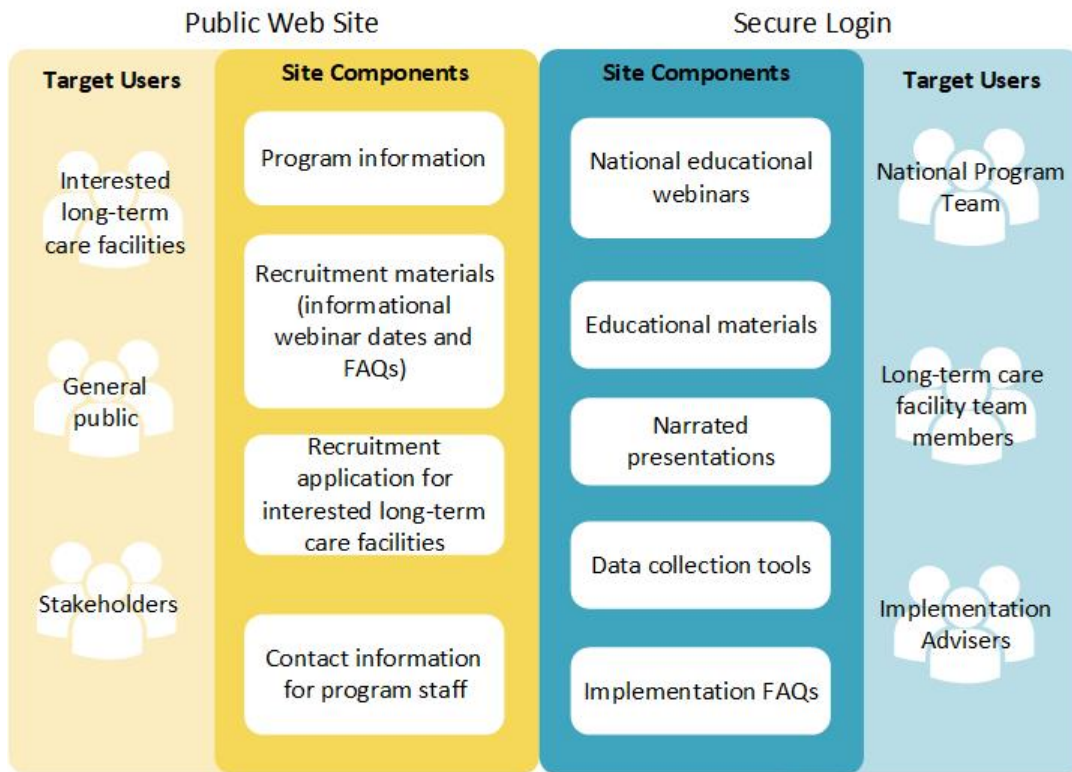 Public Web Site
Secure Login
Target Users
Interested
long-term
care facilities
General
public
Stakeholders
Site Components
Program information
Recruitment materials
(informational
webinar dates and
FAQs)
Recruitment
application for
interested long-term
care facilities
Contact information
for program staff
Site Components
National educational
webinars
Educational materials
Narrated
presentations
Data collection tools
Implementation FAQs
Target Users
National Program
Team
Long-term care
facility team
members
Implementation
Advisers